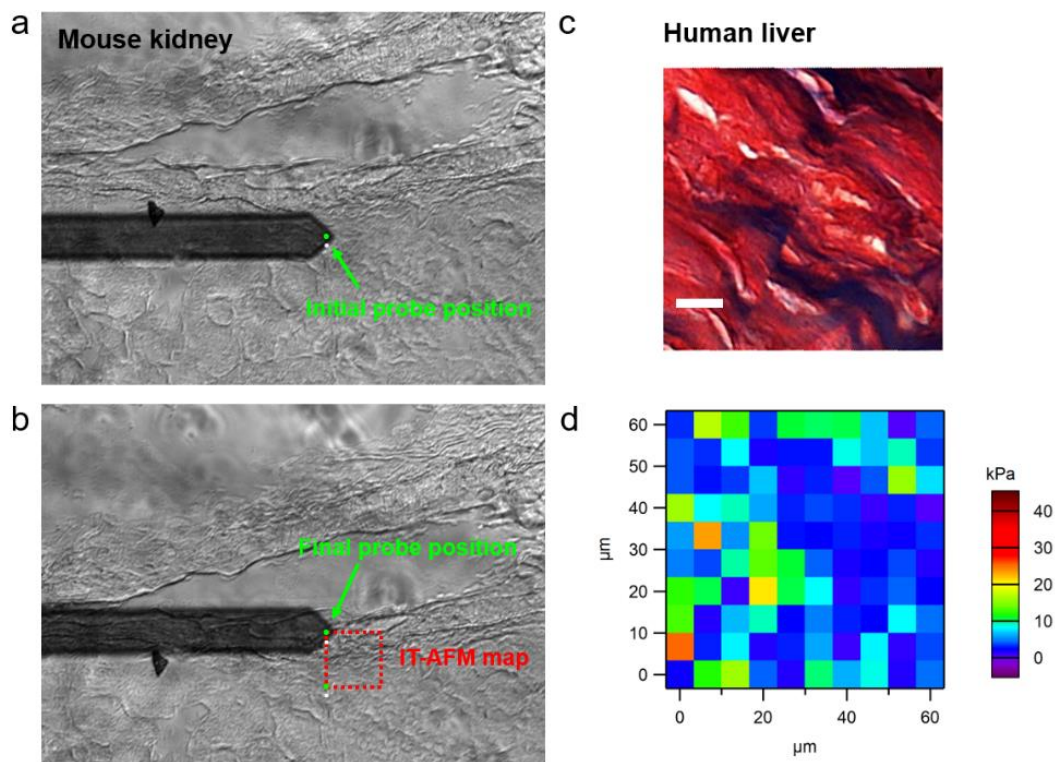 a
Mouse kidney
Initial probe position
b
Final probe position
IT-AFM map
c
Human liver
d
60
50
40
30
20
10
0
µm
0
20
40
60
µm
kPa
40
30
20
10
0